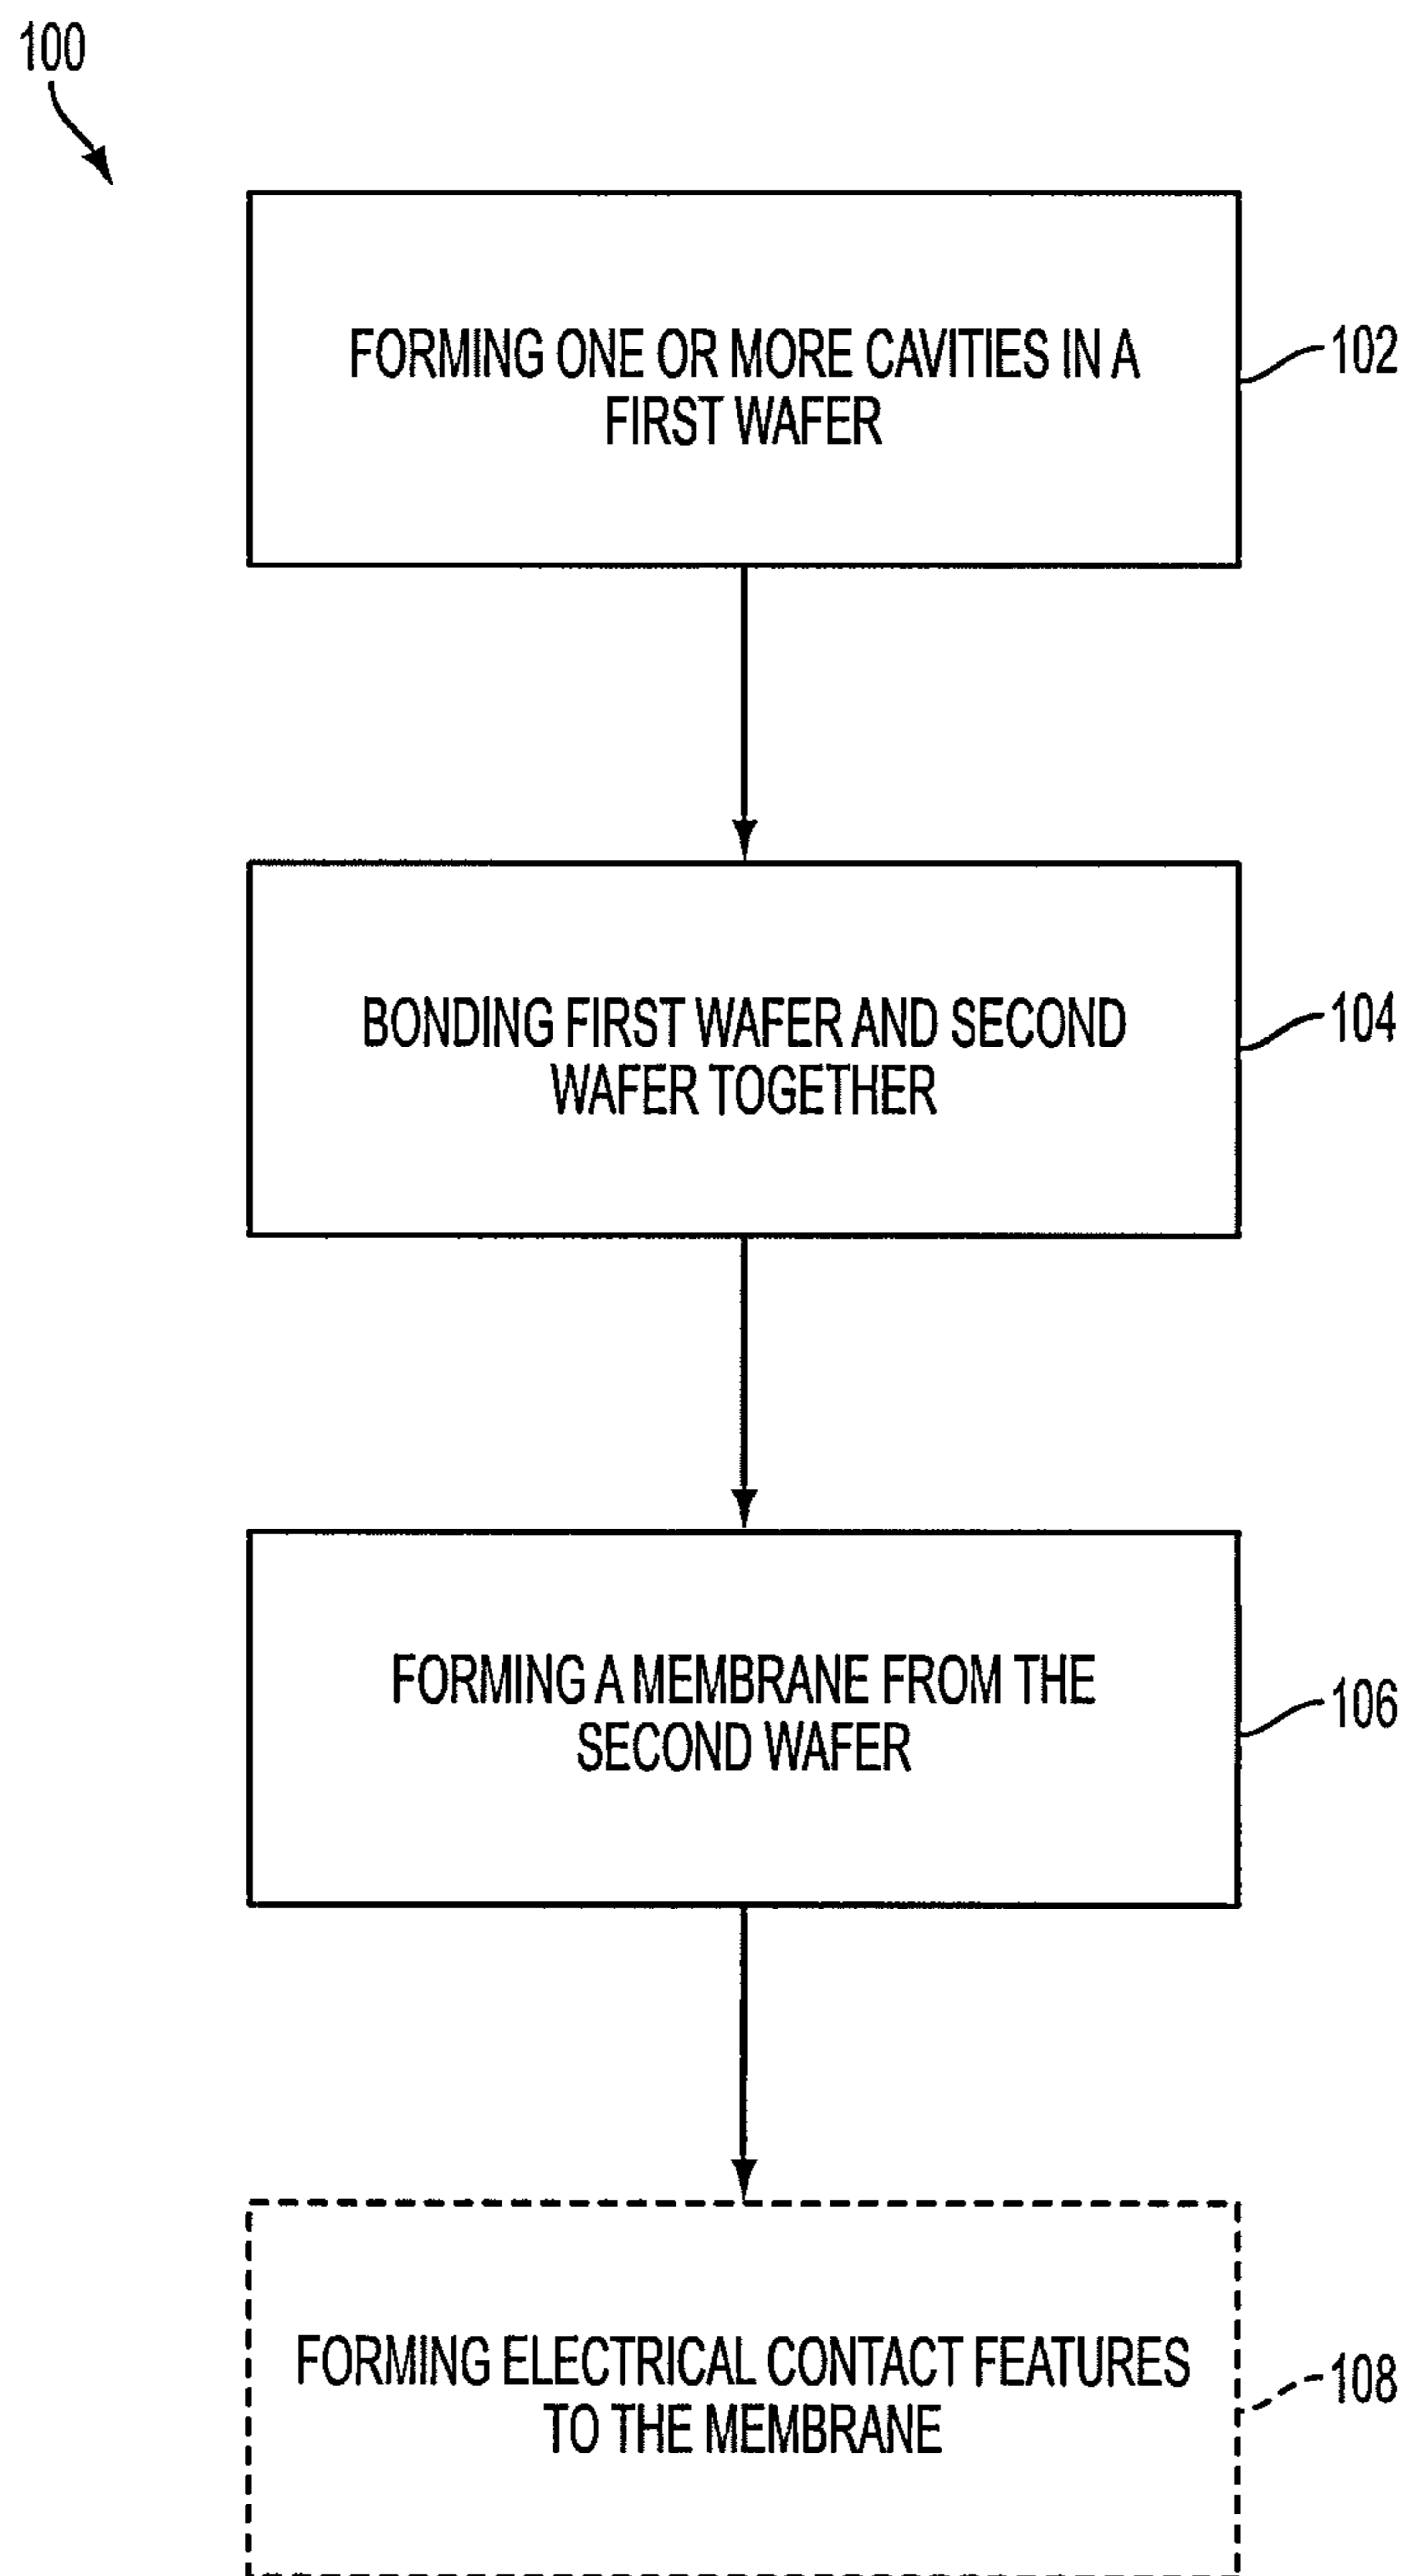 100
FORMING ONE OR MORE CAVITIES IN A
FIRST WAFER
102
BONDING FIRST WAFER AND SECOND
WAFER TOGETHER
104
FORMING A MEMBRANE FROM THE
SECOND WAFER
106
FORMING ELECTRICAL CONTACT FEATURES
TO THE MEMBRANE
108